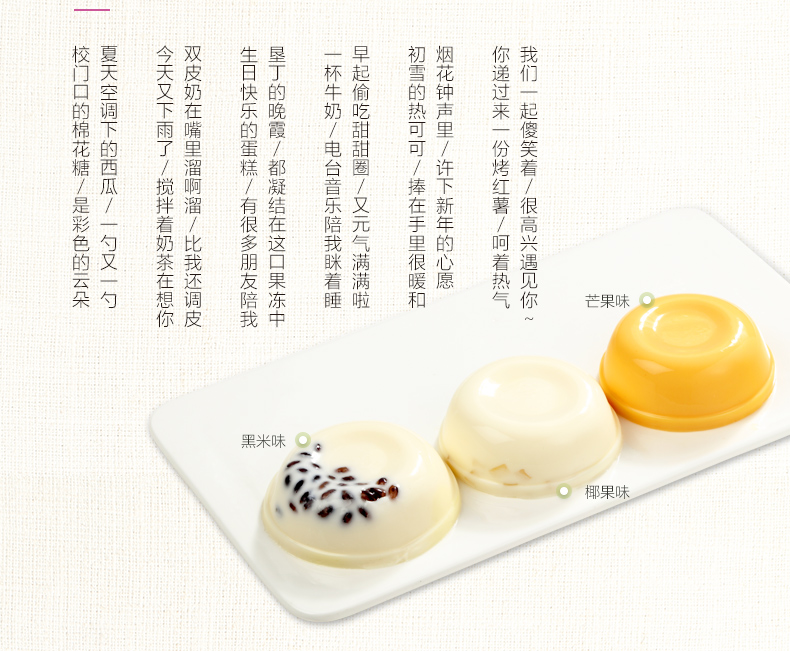 校门口的棉花糖/是彩色的云朵
夏天空调下的西瓜/一勺又一勺
今天又下雨了/搅拌着奶茶在想你
双皮奶在嘴里溜啊溜/比我还调皮
生日快乐的蛋糕/有很多朋友陪我
垦丁的晚霞/都凝结在这口果冻中
一杯牛奶/电台音乐陪我眯着睡
早起偷吃甜甜圈/又元气满满啦
初雪的热可可/捧在手里很暖和
烟花钟声里/许下新年的心愿
你递过来一份烤红薯/呵着热气
我们一起傻笑着/很高兴遇见你~
芒果味
黑米味
椰果味